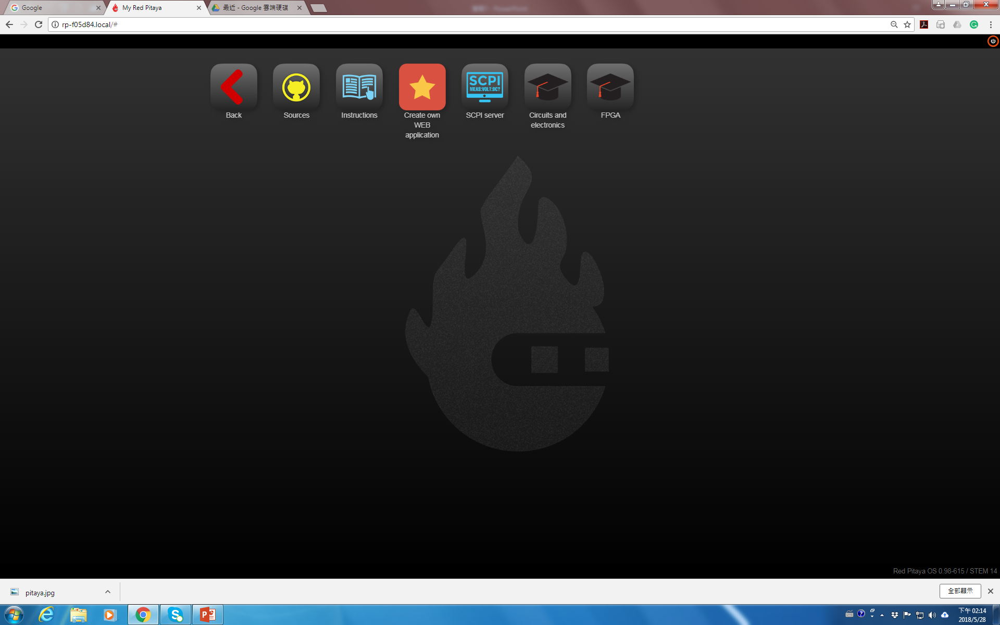 Google
My Red Pitaya
最近 - Google 雲端硬碟
rp-f05d84.local/#
SCPI
MEAS:VOLT:DC?
Back
Sources
Instructions
Create own
WEB
application
SCPI server
Circuits and
electronics
FPGA
Red Pitaya OS 0.98-615 / STEM 14
pitaya.jpg
全部顯示
下午 02:14
2018/5/28